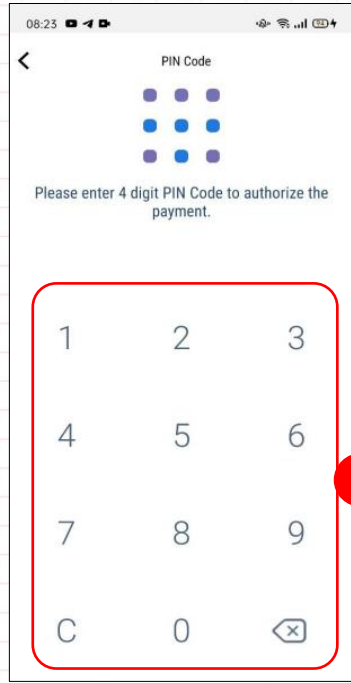 08:23 94
PIN Code
Please enter 4 digit PIN Code to authorize the
payment.
1 2 3
4 5 6
7 8 9
C 0